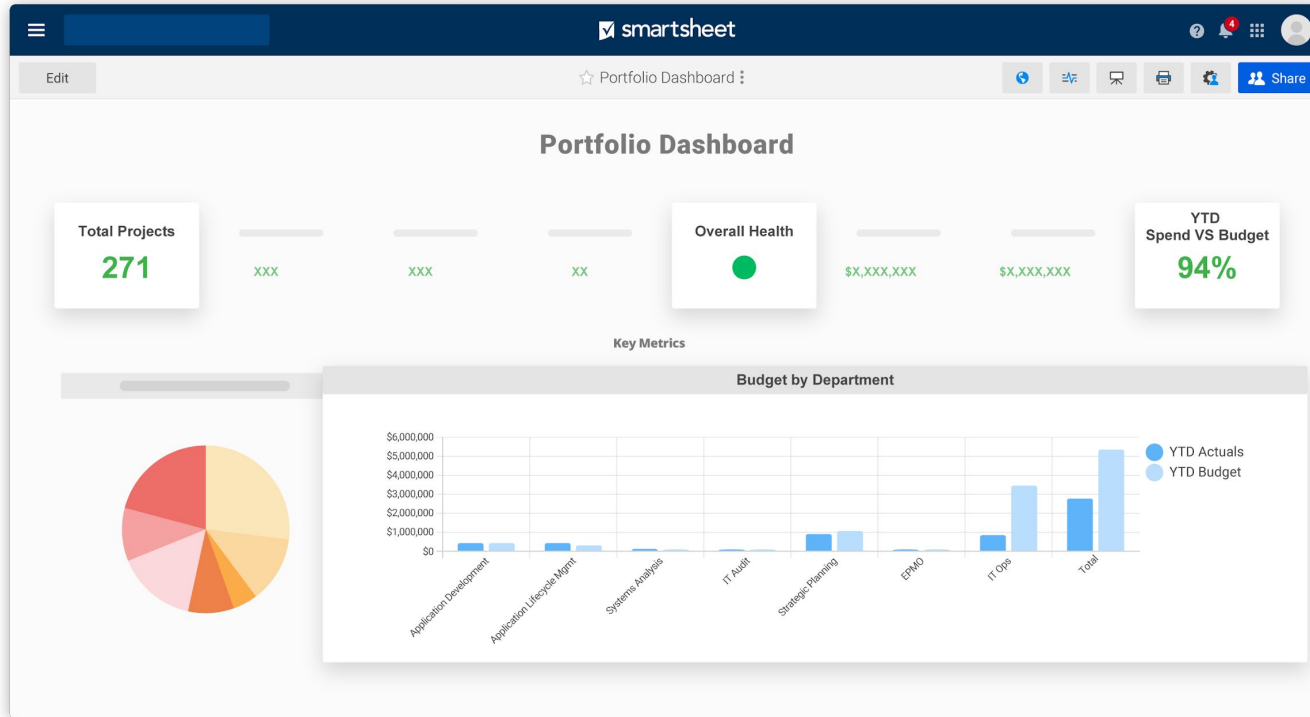 smartsheet
4
Edit
Portfolio Dashboard
Share
Portfolio Dashboard
Total Projects
271
XXX
XXX
XX
Overall Health
$X,XXX,XXX
$X,XXX,XXX
YTD
Spend VS Budget
94%
Key Metrics
Budget by Department
$6,000,000
$5,000,000
$4,000,000
$3,000,000
$2,000,000
$1,000,000
$0
Application Development
Application Lifecycle Mgmt
Systems Analysis
IT Audit
Strategic Planning
EPMO
IT Ops
Total
YTD Actuals
YTD Budget